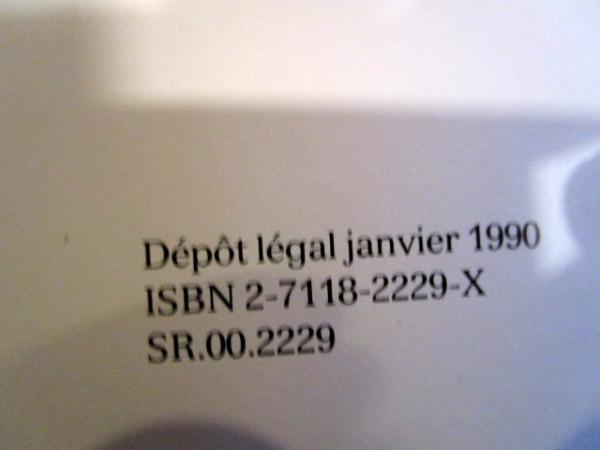 Dépôt légal janvier 1990
ISBN 2-7118-2229-X
SR.00.2229